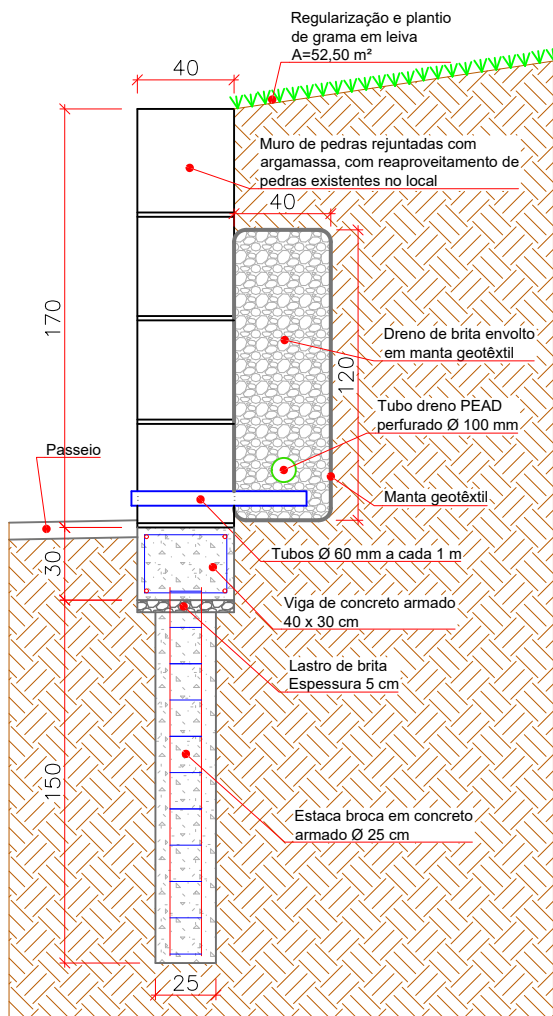 Regularização e plantio
de grama em leiva
A=52,50 m²
40
Muro de pedras rejuntadas com
argamassa, com reaproveitamento de
pedras existentes no local
40
170
Dreno de brita envolto
em manta geotêxtil
120
Tubo dreno PEAD
perfurado Ø 100 mm
Passeio
Manta geotêxtil
Tubos Ø 60 mm a cada 1 m
30
Viga de concreto armado
40 x 30 cm
Lastro de brita
Espessura 5 cm
150
Estaca broca em concreto
armado Ø 25 cm
25